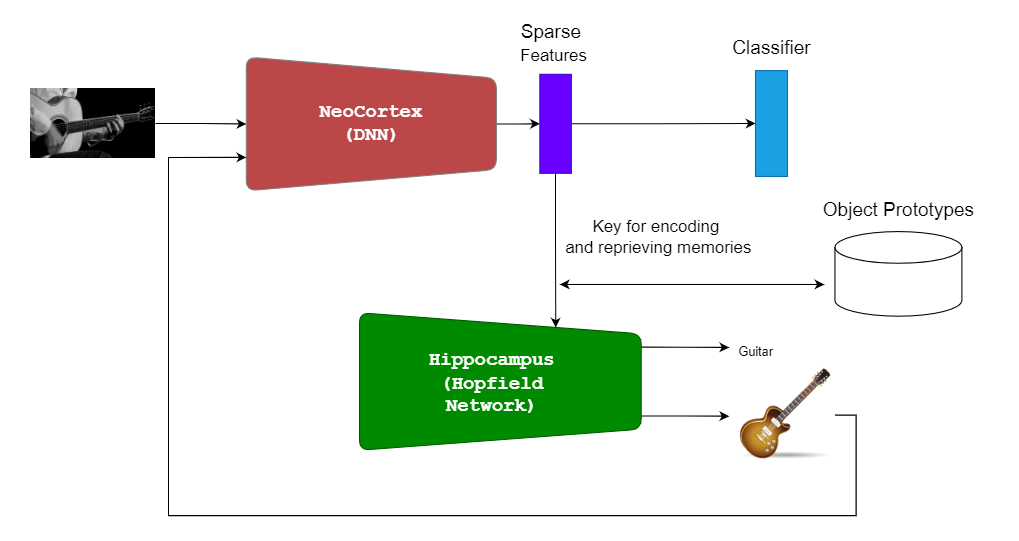 Sparse
Features
Classifier
NeoCortex
(DNN)
Object Prototypes
Key for encoding
and reprieving memories
Hippocampus
(Hopfield
Network)
Guitar